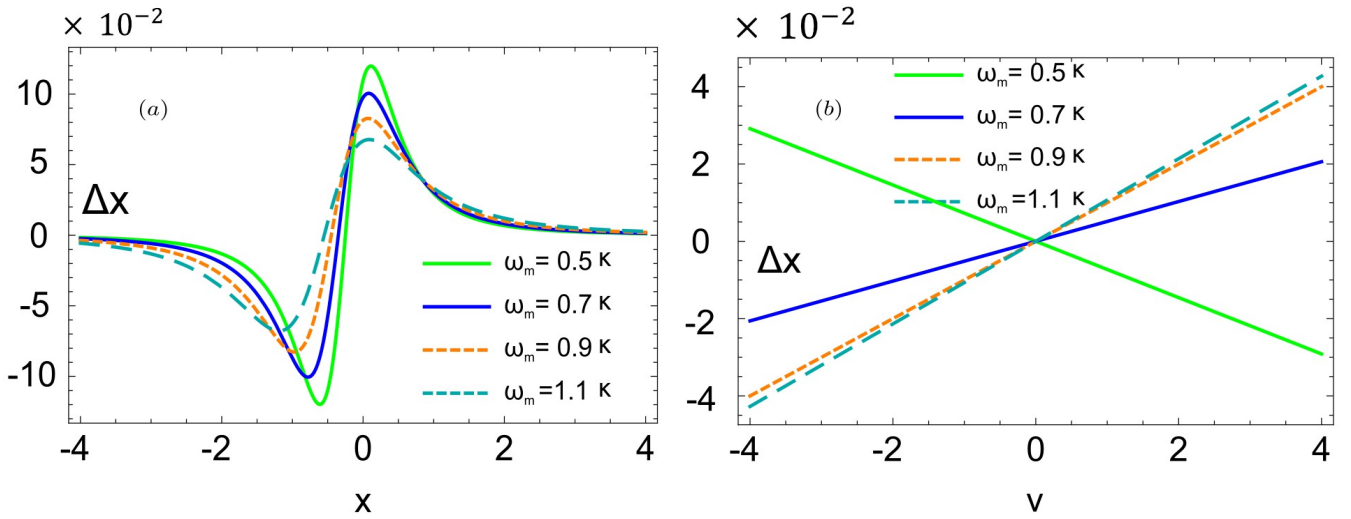 × 10⁻²
(a)
10
5
0
-5
-10
Δx
ωₘ= 0.5 κ
ωₘ= 0.7 κ
ωₘ= 0.9 κ
ωₘ=1.1 κ
-4 -2 0 2 4
x
× 10⁻²
(b)
4
2
0
-2
-4
Δx
ωₘ= 0.5 κ
ωₘ= 0.7 κ
ωₘ= 0.9 κ
ωₘ=1.1 κ
-4 -2 0 2 4
v